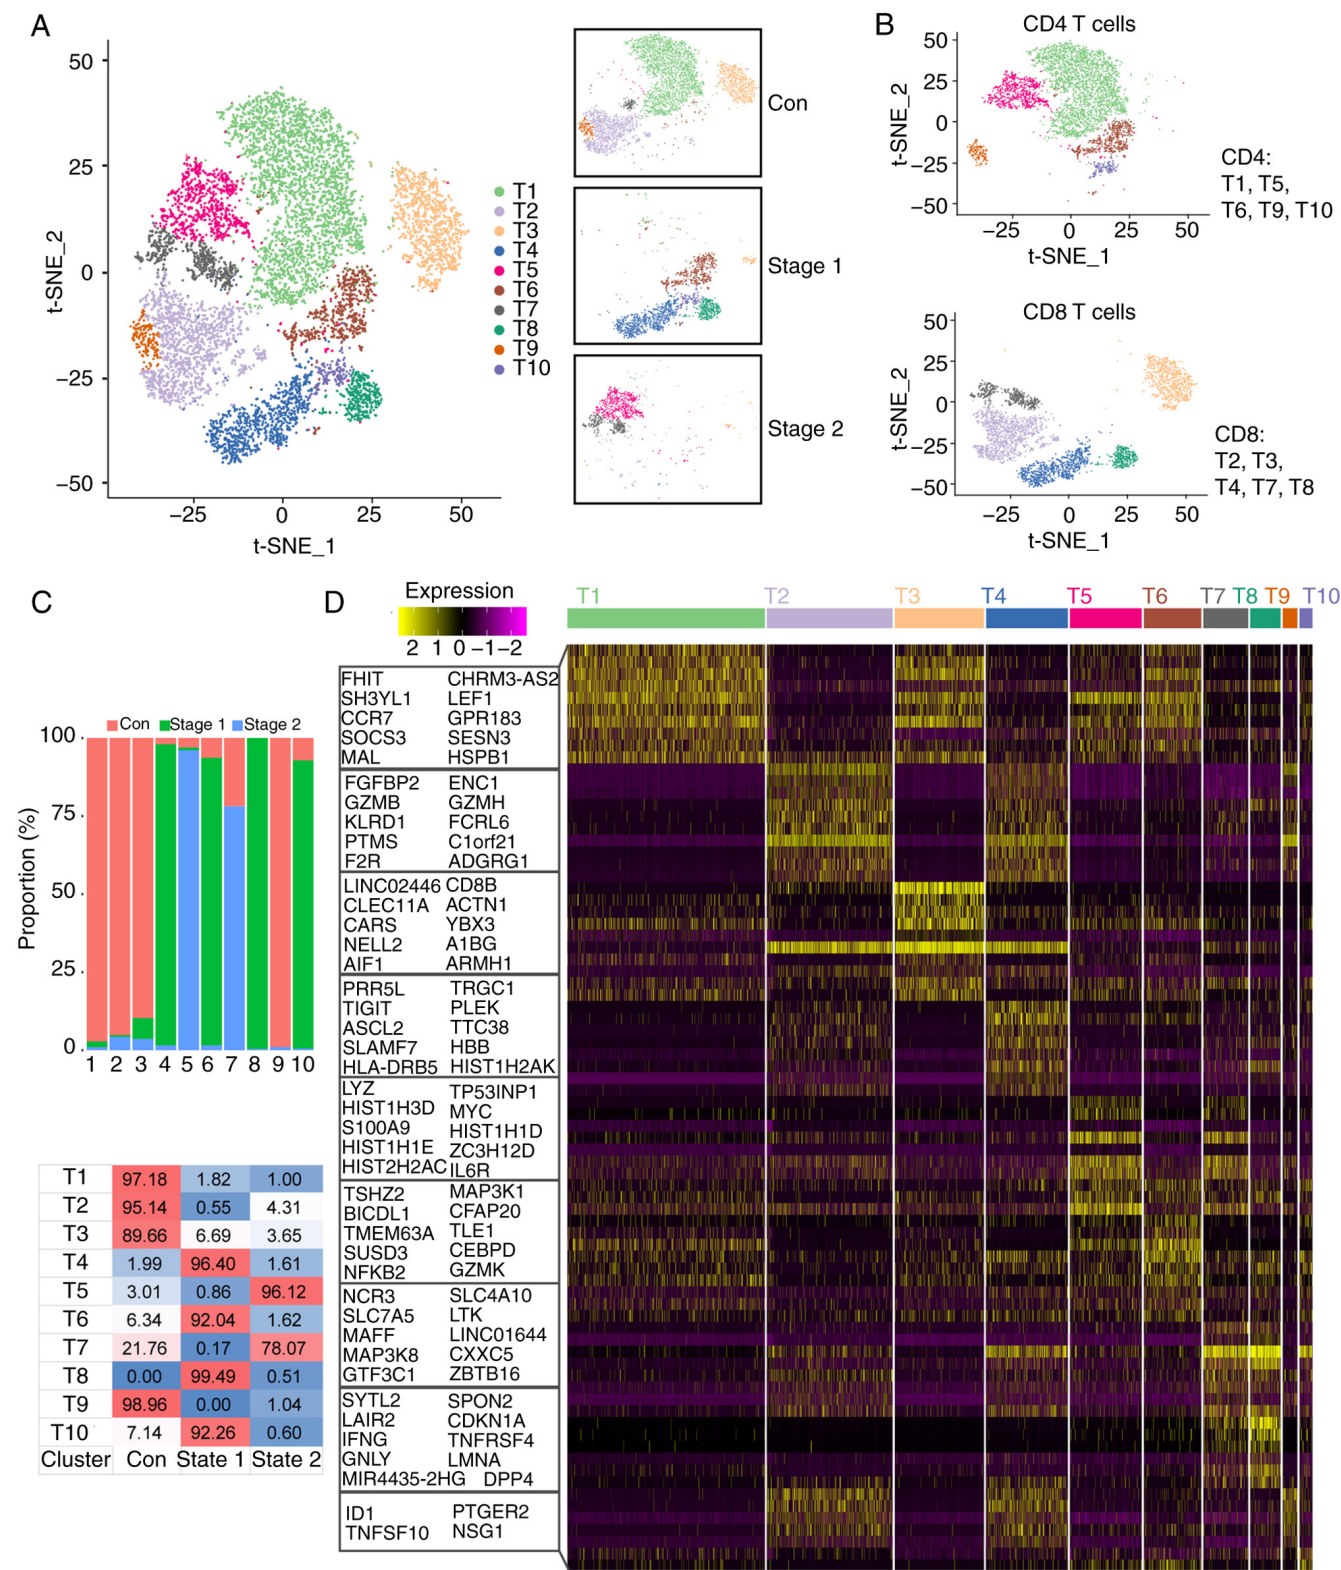 A
50
25
0
−25
−50
t-SNE_2
−25 0 25 50
t-SNE_1
T1
T2
T3
T4
T5
T6
T7
T8
T9
T10
Con
Stage 1
Stage 2
B
CD4 T cells
50
25
0
−25
−50
t-SNE_2
−25 0 25 50
t-SNE_1
CD4:
T1, T5,
T6, T9, T10
CD8 T cells
50
25
0
−25
−50
t-SNE_2
−25 0 25 50
t-SNE_1
CD8:
T2, T3,
T4, T7, T8
C
Con Stage 1 Stage 2
100
75
50
25
0
Proportion (%)
1 2 3 4 5 6 7 8 9 10
T1 97.18 1.82 1.00
T2 95.14 0.55 4.31
T3 89.66 6.69 3.65
T4 1.99 96.40 1.61
T5 3.01 0.86 96.12
T6 6.34 92.04 1.62
T7 21.76 0.17 78.07
T8 0.00 99.49 0.51
T9 98.96 0.00 1.04
T10 7.14 92.26 0.60
Cluster Con State 1 State 2
D
Expression
2 1 0 −1 −2
T1 T2 T3 T4 T5 T6 T7 T8 T9 T10
FHIT CHRM3-AS2
SH3YL1 LEF1
CCR7 GPR183
SOCS3 SESN3
MAL HSPB1
FGFBP2 ENC1
GZMB GZMH
KLRD1 FCRL6
PTMS C1orf21
F2R ADGRG1
LINC02446 CD8B
CLEC11A ACTN1
CARS YBX3
NELL2 A1BG
AIF1 ARMH1
PRR5L TRGC1
TIGIT PLEK
ASCL2 TTC38
SLAMF7 HBB
HLA-DRB5 HIST1H2AK
LYZ TP53INP1
HIST1H3D MYC
S100A9 HIST1H1D
HIST1H1E ZC3H12D
HIST2H2AC IL6R
TSHZ2 MAP3K1
BICDL1 CFAP20
TMEM63A TLE1
SUSD3 CEBPD
NFKB2 GZMK
NCR3 SLC4A10
SLC7A5 LTK
MAFF LINC01644
MAP3K8 CXXC5
GTF3C1 ZBTB16
SYTL2 SPON2
LAIR2 CDKN1A
IFNG TNFRSF4
GNLY LMNA
MIR4435-2HG DPP4
ID1 PTGER2
TNFSF10 NSG1